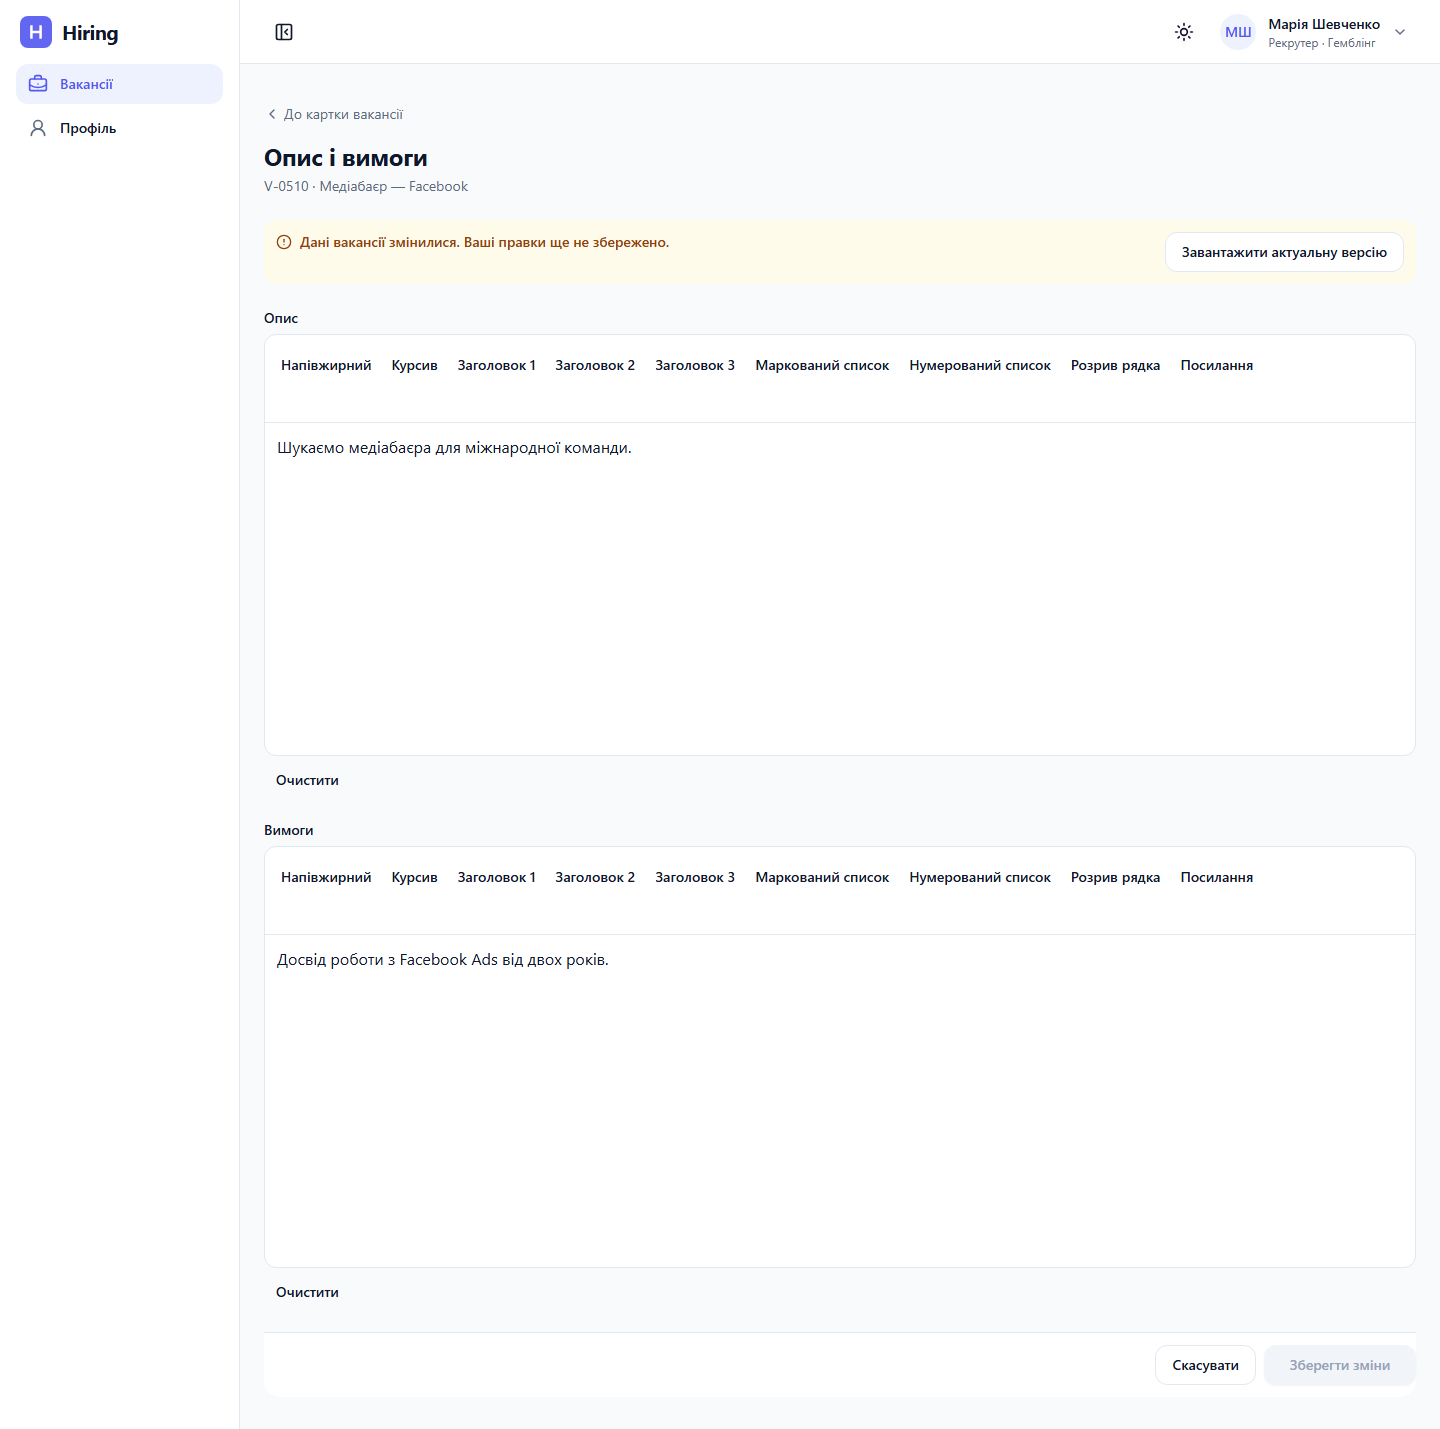 H Hiring
Вакансії
Профіль
МШ
Марія Шевченко
Рекрутер · Гемблінг
До картки вакансії
Опис і вимоги
V-0510 · Медіабаєр — Facebook
Дані вакансії змінилися. Ваші правки ще не збережено.
Завантажити актуальну версію
Опис
Напівжирний Курсив Заголовок 1 Заголовок 2 Заголовок 3 Маркований список Нумерований список Розрив рядка Посилання
Шукаємо медіабаєра для міжнародної команди.
Очистити
Вимоги
Напівжирний Курсив Заголовок 1 Заголовок 2 Заголовок 3 Маркований список Нумерований список Розрив рядка Посилання
Досвід роботи з Facebook Ads від двох років.
Очистити
Скасувати Зберегти зміни